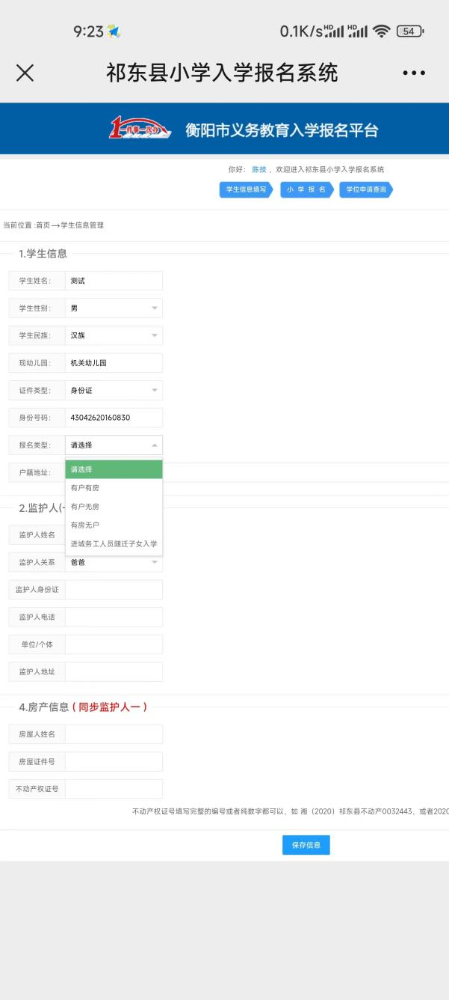 9:23 0.1K/s HD HD 54
祁东县小学入学报名系统
一件事一次办 衡阳市义务教育入学报名平台
你好： 陈技 ，欢迎进入祁东县小学入学报名系统
学生信息填写 小 学 报 名 学位申请查询
当前位置 :首页-->学生信息管理
1.学生信息
学生姓名： 测试
学生性别： 男
学生民族： 汉族
现幼儿园： 机关幼儿园
证件类型： 身份证
身份号码： 43042620160830
报名类型： 请选择
户籍地址： 请选择
有户有房
2.监护人(一 有户无房
有房无户
监护人姓名 进城务工人员随迁子女入学
监护人关系 爸爸
监护人身份证
监护人电话
单位/个体
监护人地址
4.房产信息 ( 同步监护人一 )
房屋人姓名
房屋证件号
不动产权证号
不动产权证号填写完整的编号或者纯数字都可以，如 湘（2020）祁东县不动产0032443，或者2020
保存信息